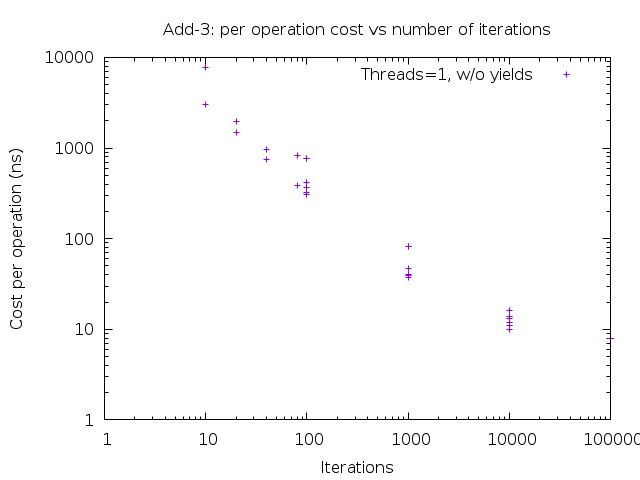 Add-3: per operation cost vs number of iterations
Threads=1, w/o yields
Cost per operation (ns)
10000
1000
100
10
1
1 10 100 1000 10000 100000
Iterations